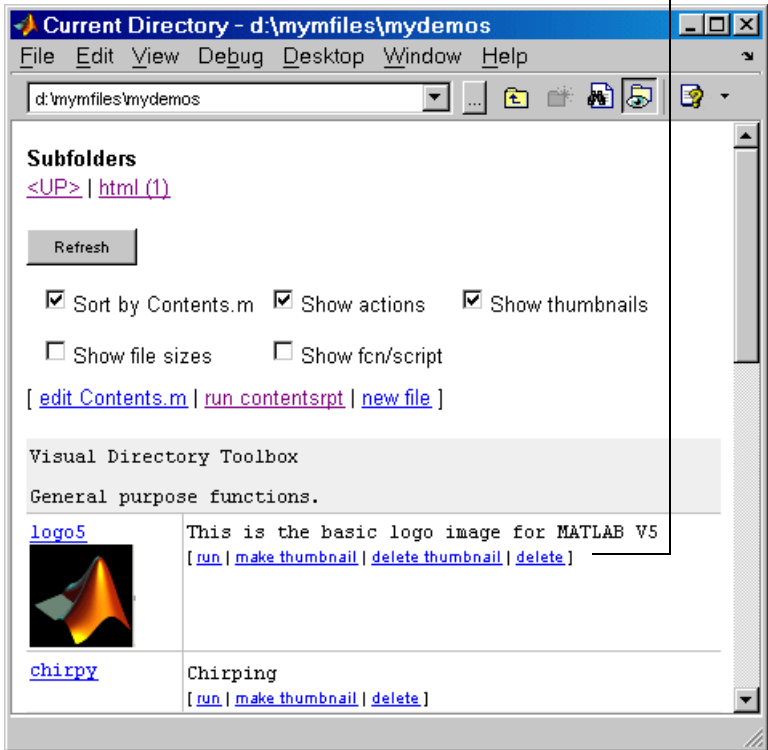 Current Directory - d:\mymfiles\mydemos
File Edit View Debug Desktop Window Help
d:\mymfiles\mydemos
...
Subfolders
<UP> | html (1)
Refresh
Sort by Contents.m Show actions Show thumbnails
Show file sizes Show fcn/script
[ edit Contents.m | run contentsrpt | new file ]
Visual Directory Toolbox
General purpose functions.
logo5 This is the basic logo image for MATLAB V5
[ run | make thumbnail | delete thumbnail | delete ]
chirpy Chirping
[ run | make thumbnail | delete ]